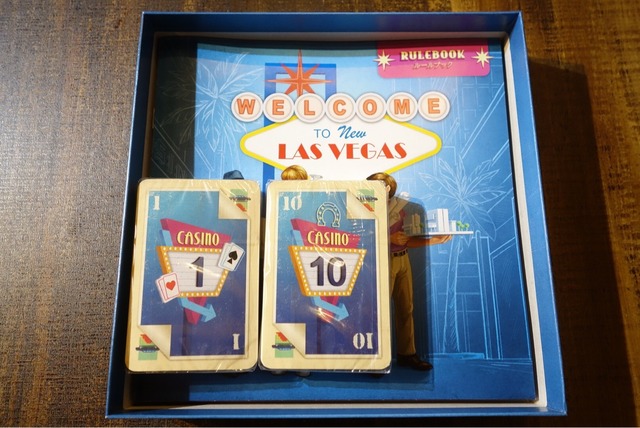 RULEBOOK
ルールブック
WELCOME
TO New
LAS VEGAS
1
CASINO
1
1
10
CASINO
10
10